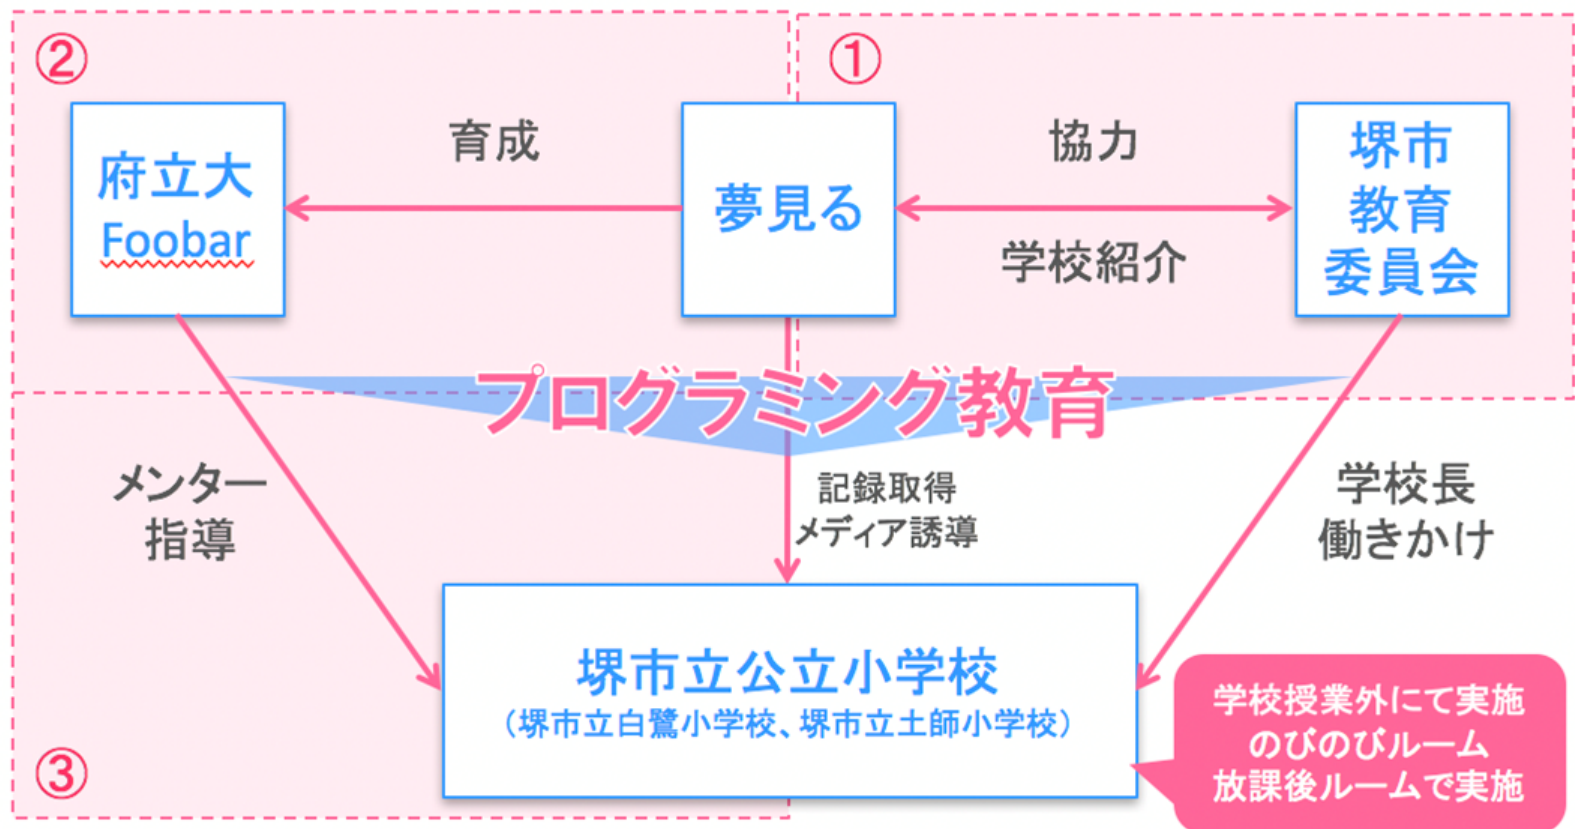 ②
①
府立大
Foobar
育成
夢見る
協力
学校紹介
堺市
教育
委員会
プログラミング教育
メンター
指導
記録取得
メディア誘導
学校長
働きかけ
堺市立公立小学校
（堺市立白鷺小学校、堺市立土師小学校）
学校授業外にて実施
のびのびルーム
放課後ルームで実施
③